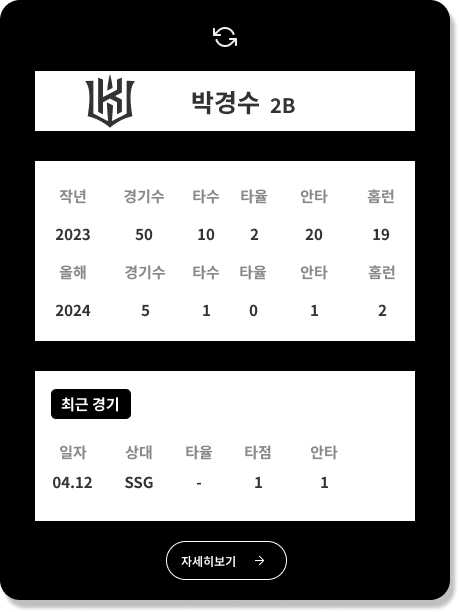 박경수 2B
작년 경기수 타수 타율 안타 홈런
2023 50 10 2 20 19
올해 경기수 타수 타율 안타 홈런
2024 5 1 0 1 2
최근 경기
일자 상대 타율 타점 안타
04.12 SSG - 1 1
자세히보기 →